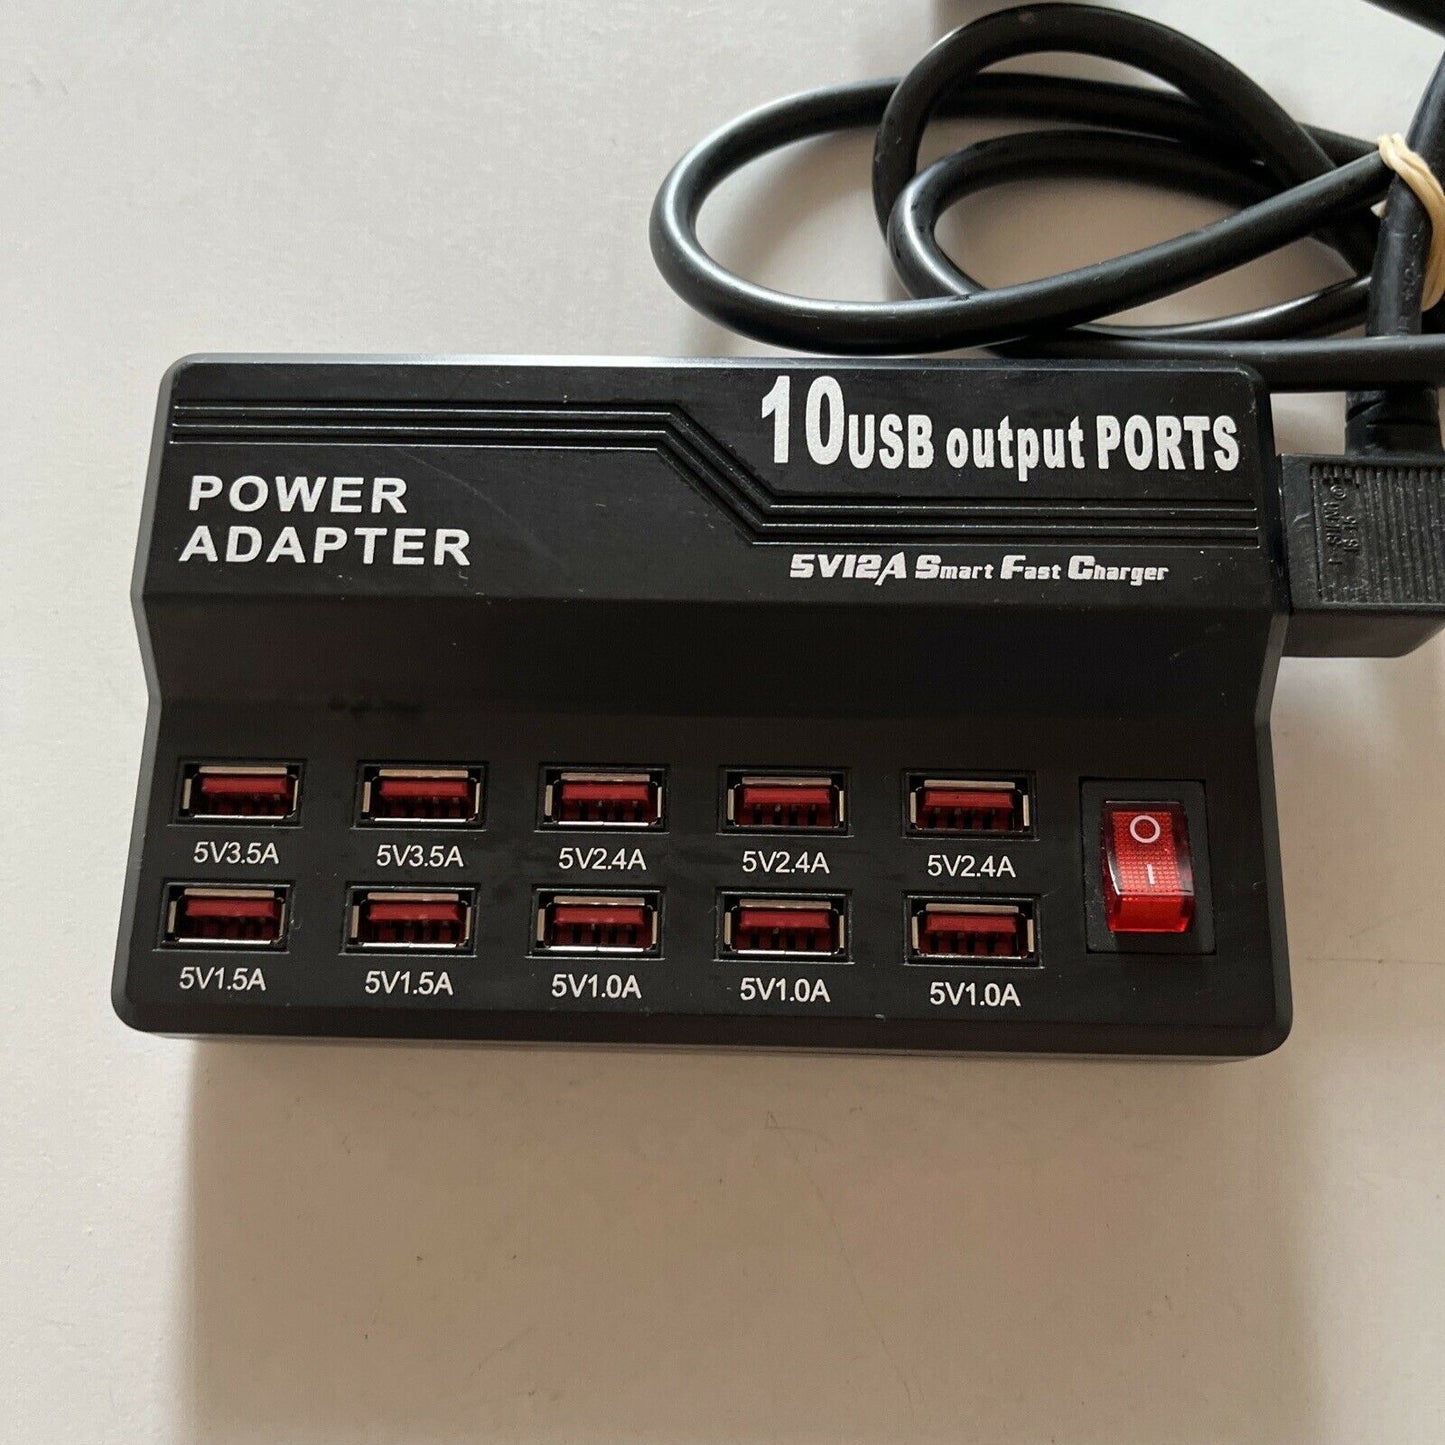 10USB output PORTS
POWER
ADAPTER
5V12A Smart Fast Charger
5V3.5A 5V3.5A 5V2.4A 5V2.4A 5V2.4A
5V1.5A 5V1.5A 5V1.0A 5V1.0A 5V1.0A
O
I